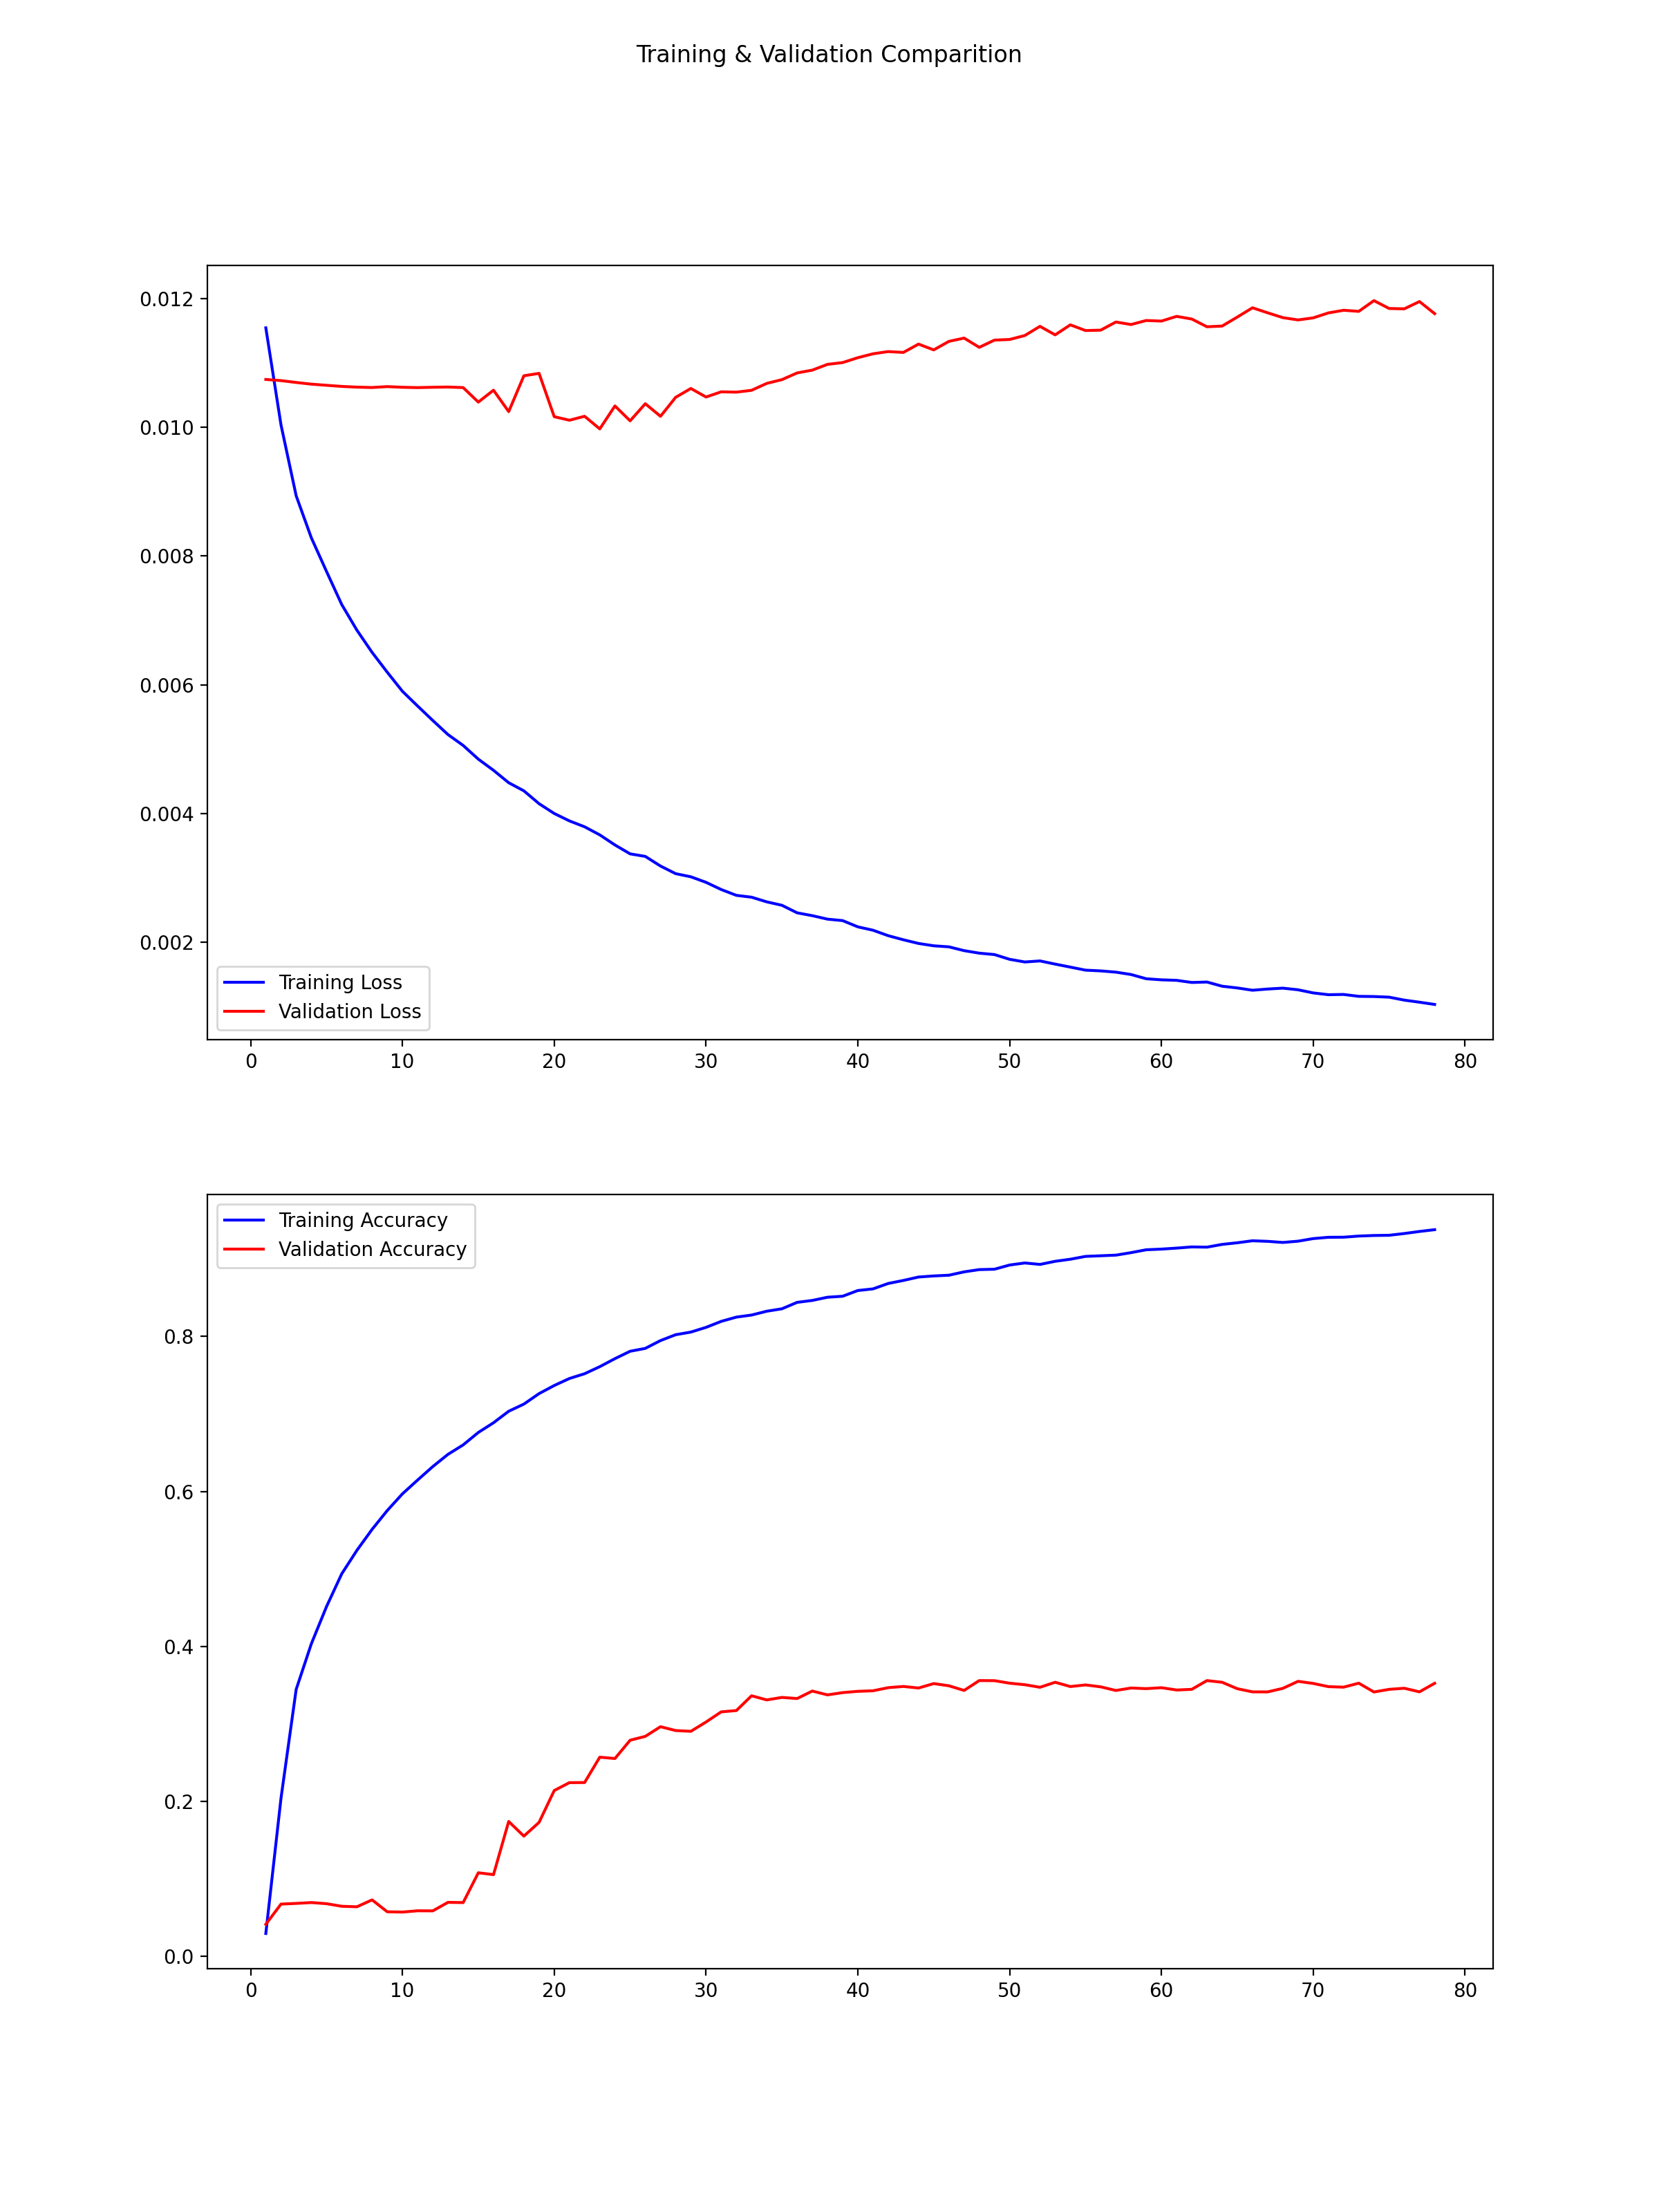 Training & Validation Comparition
0.012
0.010
0.008
0.006
0.004
0.002
Training Loss
Validation Loss
0 10 20 30 40 50 60 70 80
Training Accuracy
Validation Accuracy
0.8
0.6
0.4
0.2
0.0
0 10 20 30 40 50 60 70 80